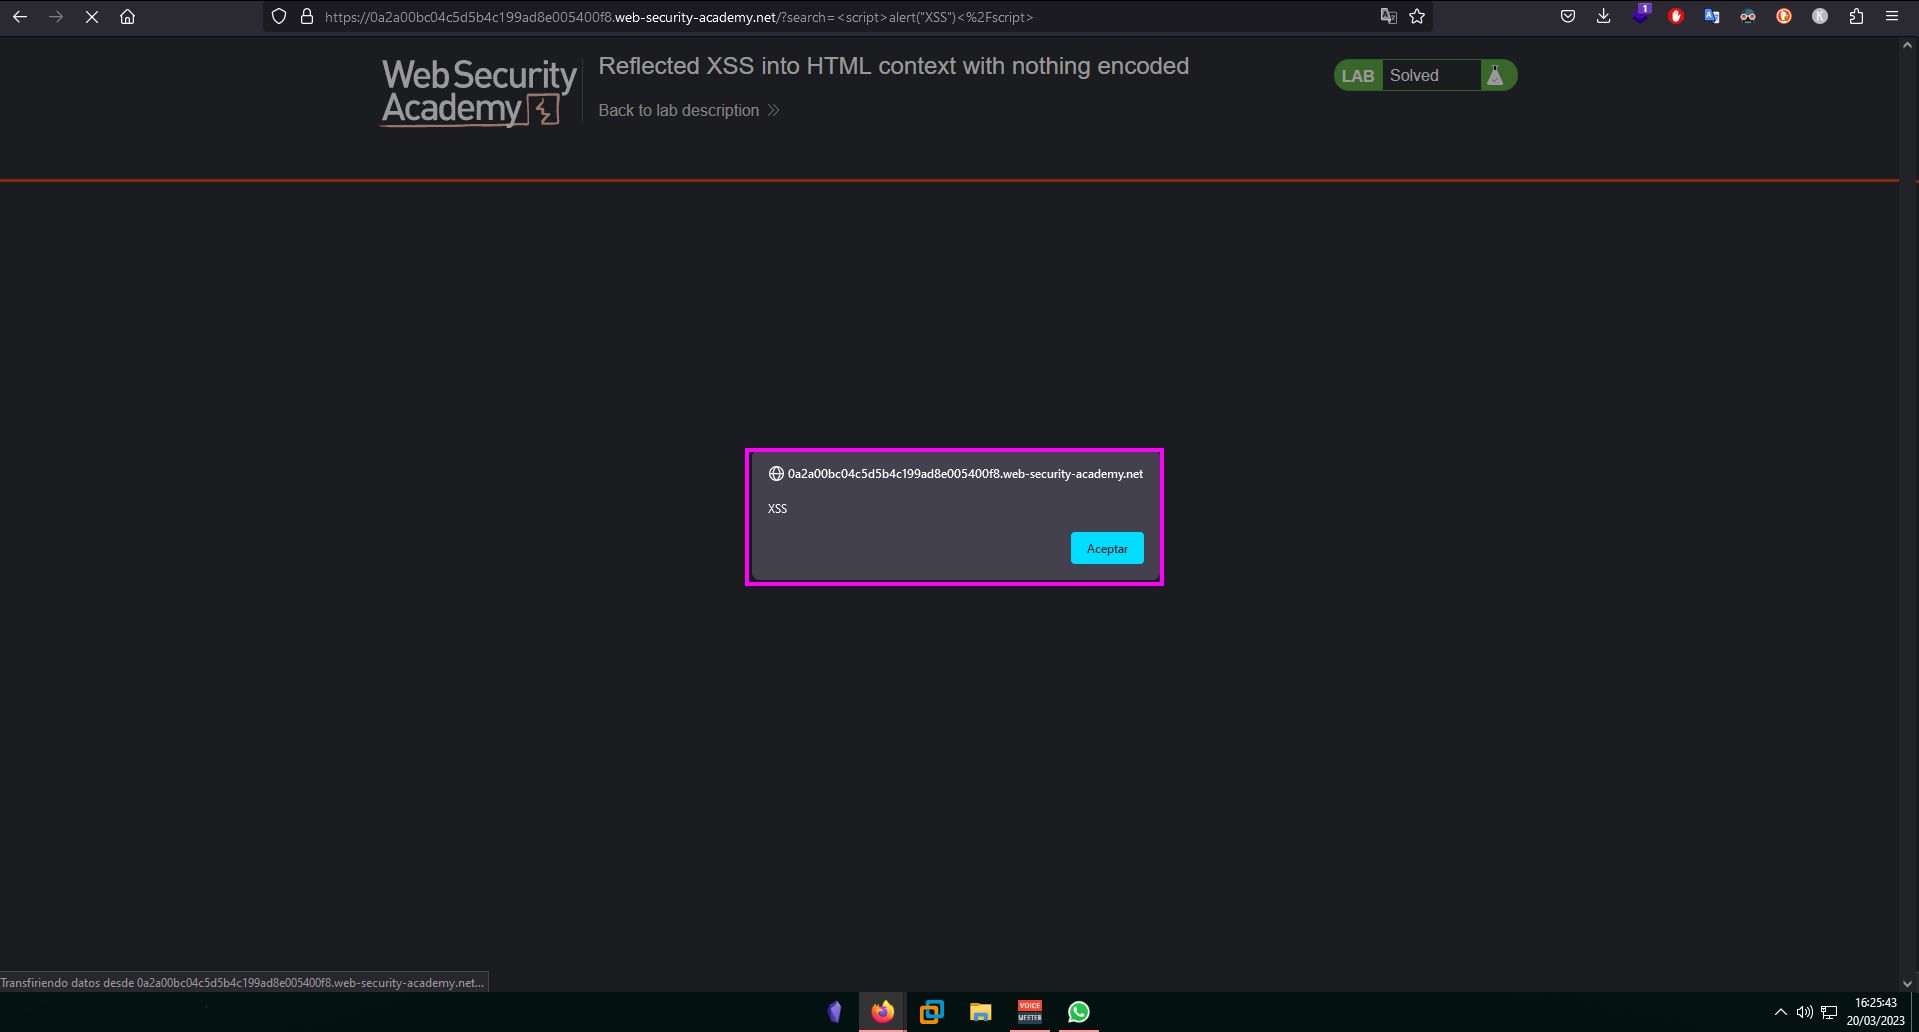 https://0a2a00bc04c5d5b4c199ad8e005400f8.web-security-academy.net/?search=<script>alert("XSS")<%2Fscript>
1
K
WebSecurity
Academy
Reflected XSS into HTML context with nothing encoded
Back to lab description
LAB Solved
0a2a00bc04c5d5b4c199ad8e005400f8.web-security-academy.net
XSS
Aceptar
Transfiriendo datos desde 0a2a00bc04c5d5b4c199ad8e005400f8.web-security-academy.net...
VOICE
MEETER
16:25:43
20/03/2023